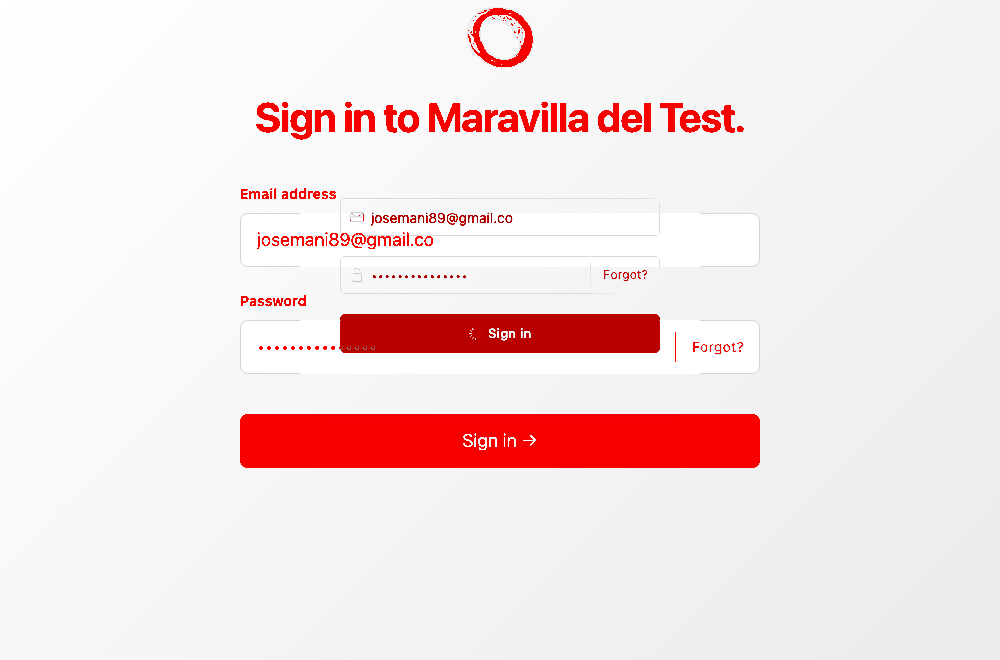 Sign in to Maravilla del Test.
Email address
josemani89@gmail.co
josemani89@gmail.co
Forgot?
Password
Sign in
Forgot?
Sign in →